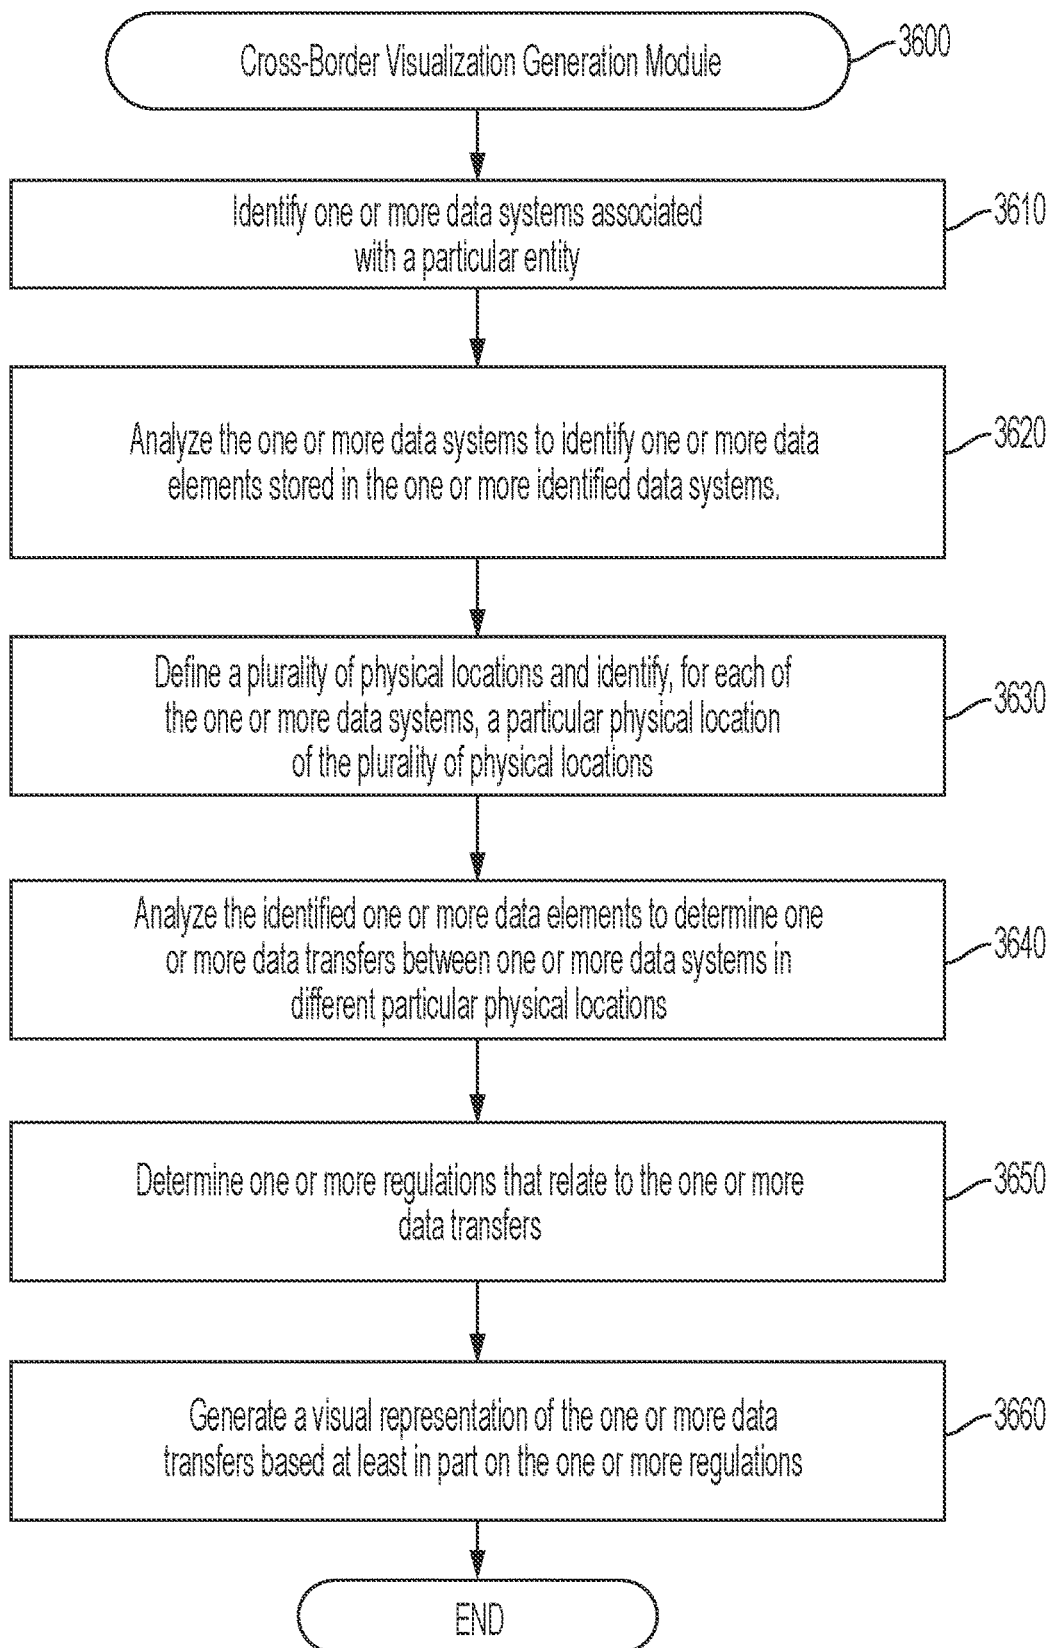 Cross-Border Visualization Generation Module
3600
Identify one or more data systems associated
with a particular entity
3610
Analyze the one or more data systems to identify one or more data
elements stored in the one or more identified data systems.
3620
Define a plurality of physical locations and identify, for each of
the one or more data systems, a particular physical location
of the plurality of physical locations
3630
Analyze the identified one or more data elements to determine one
or more data transfers between one or more data systems in
different particular physical locations
3640
Determine one or more regulations that relate to the one or more
data transfers
3650
Generate a visual representation of the one or more data
transfers based at least in part on the one or more regulations
3660
END